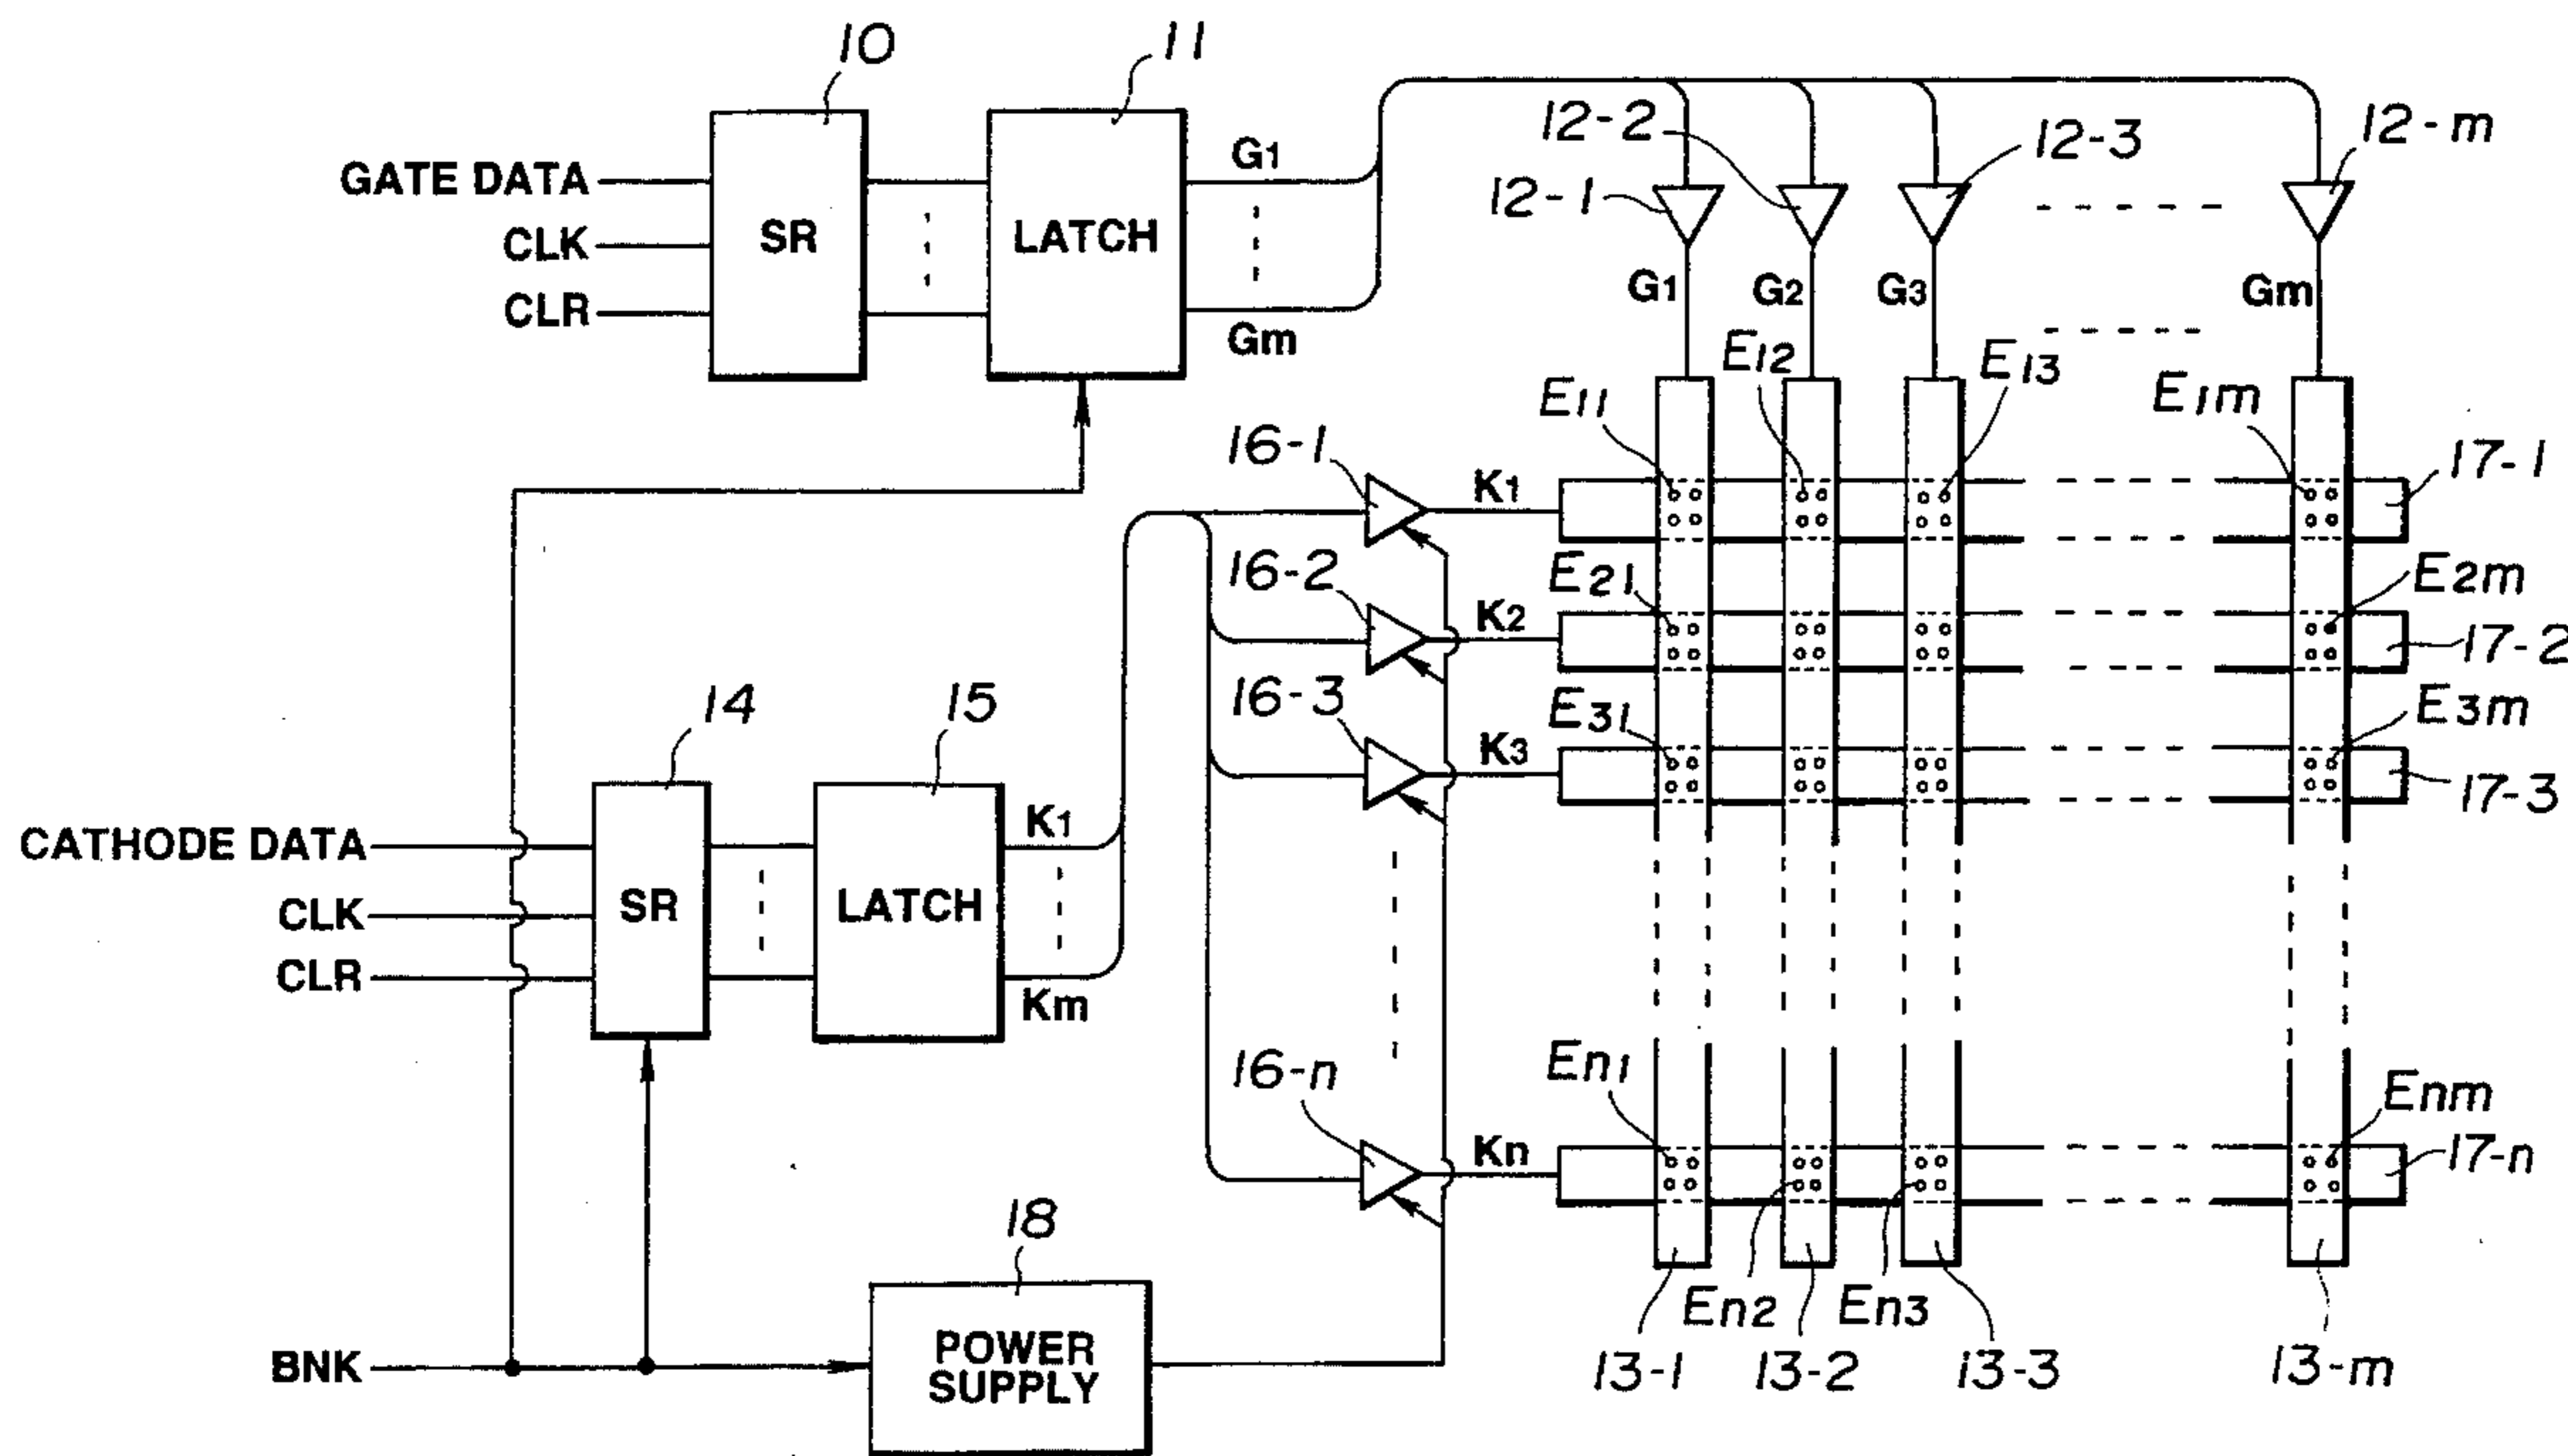 10
11
GATE DATA
CLK
CLR
SR
LATCH
G1
Gm
12-1
12-2
12-3
12-m
G1
G2
G3
Gm
E11
E12
E13
E1m
16-1
K1
17-1
16-2
K2
E21
E2m
17-2
16-3
K3
E31
E3m
17-3
14
15
CATHODE DATA
CLK
CLR
SR
LATCH
K1
Km
16-n
Kn
En1
Enm
17-n
En2
En3
13-1
13-2
13-3
13-m
18
BNK
POWER
SUPPLY